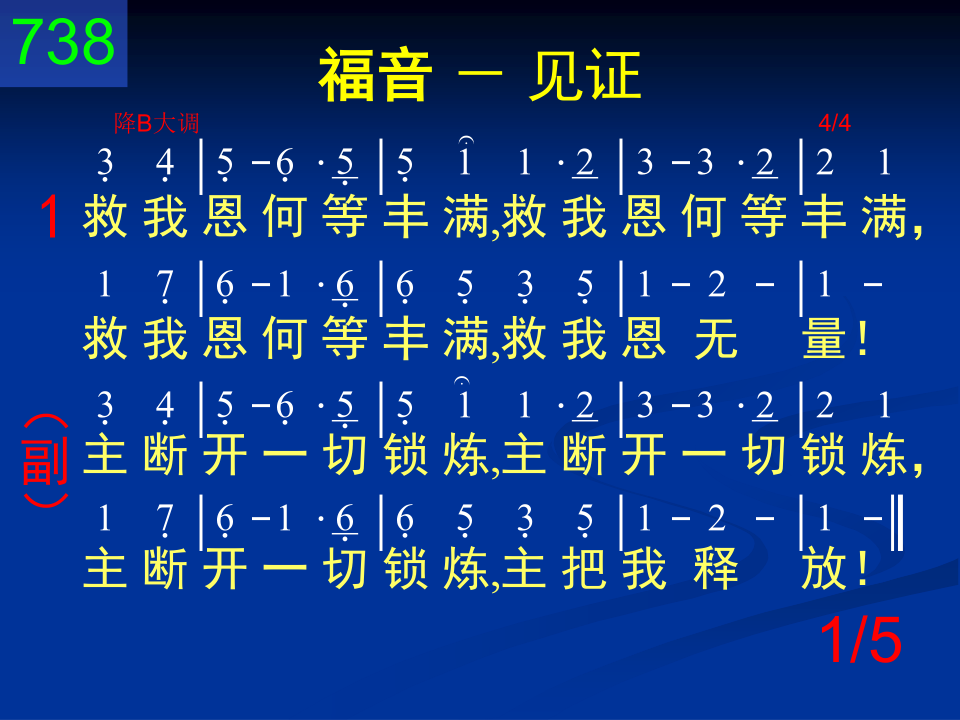 738
福音 － 见证
降B大调 4/4
3 4 | 5 - 6 · 5 | 5 1 1 · 2 | 3 - 3 · 2 | 2 1
1 救我恩何等丰满,救我恩何等丰满，
1 7 | 6 - 1 · 6 | 6 5 3 5 | 1 - 2 - | 1 -
救我恩何等丰满,救我恩无量！
3 4 | 5 - 6 · 5 | 5 1 1 · 2 | 3 - 3 · 2 | 2 1
（副） 主断开一切锁炼,主断开一切锁炼，
1 7 | 6 - 1 · 6 | 6 5 3 5 | 1 - 2 - | 1 - ‖
主断开一切锁炼,主把我释放！
1/5